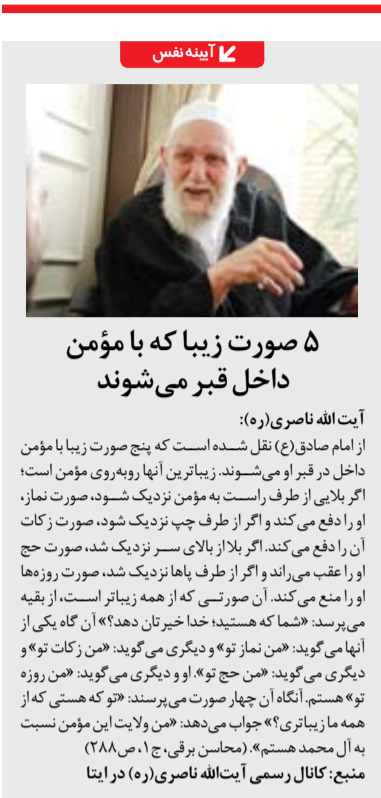 آیینه نفس
۵ صورت زیبا که با مؤمن
داخل قبر می‌شوند
آیت الله ناصری(ره):
از امام صادق(ع) نقل شده است که پنج صورت زیبا با مؤمن
داخل در قبر او می‌شوند. زیباترین آنها روبه‌روی مؤمن است؛
اگر بلایی از طرف راست به مؤمن نزدیک شود، صورت نماز،
او را دفع می‌کند و اگر از طرف چپ نزدیک شود، صورت زکات
آن را دفع می‌کند. اگر بلا از بالای سر نزدیک شد، صورت حج
او را عقب می‌راند و اگر از طرف پاها نزدیک شد، صورت روزه‌ها
او را منع می‌کند. آن صورتی که از همه زیباتر است، از بقیه
می‌پرسد: «شما که هستید؛ خدا خیرتان دهد؟» آن گاه یکی از
آنها می‌گوید: «من نماز تو» و دیگری می گوید: «من زکات تو» و
دیگری می گوید: «من حج تو». او و دیگری می گوید: «من روزه
تو» هستم. آنگاه آن چهار صورت می‌پرسند: «تو که هستی که از
همه ما زیباتری؟» جواب می‌دهد: «من ولایت این مؤمن نسبت
به آل محمد هستم». (محاسن برقی، ج ۱، ص ۲۸۸)
منبع: کانال رسمی آیت‌الله ناصری(ره) در ایتا